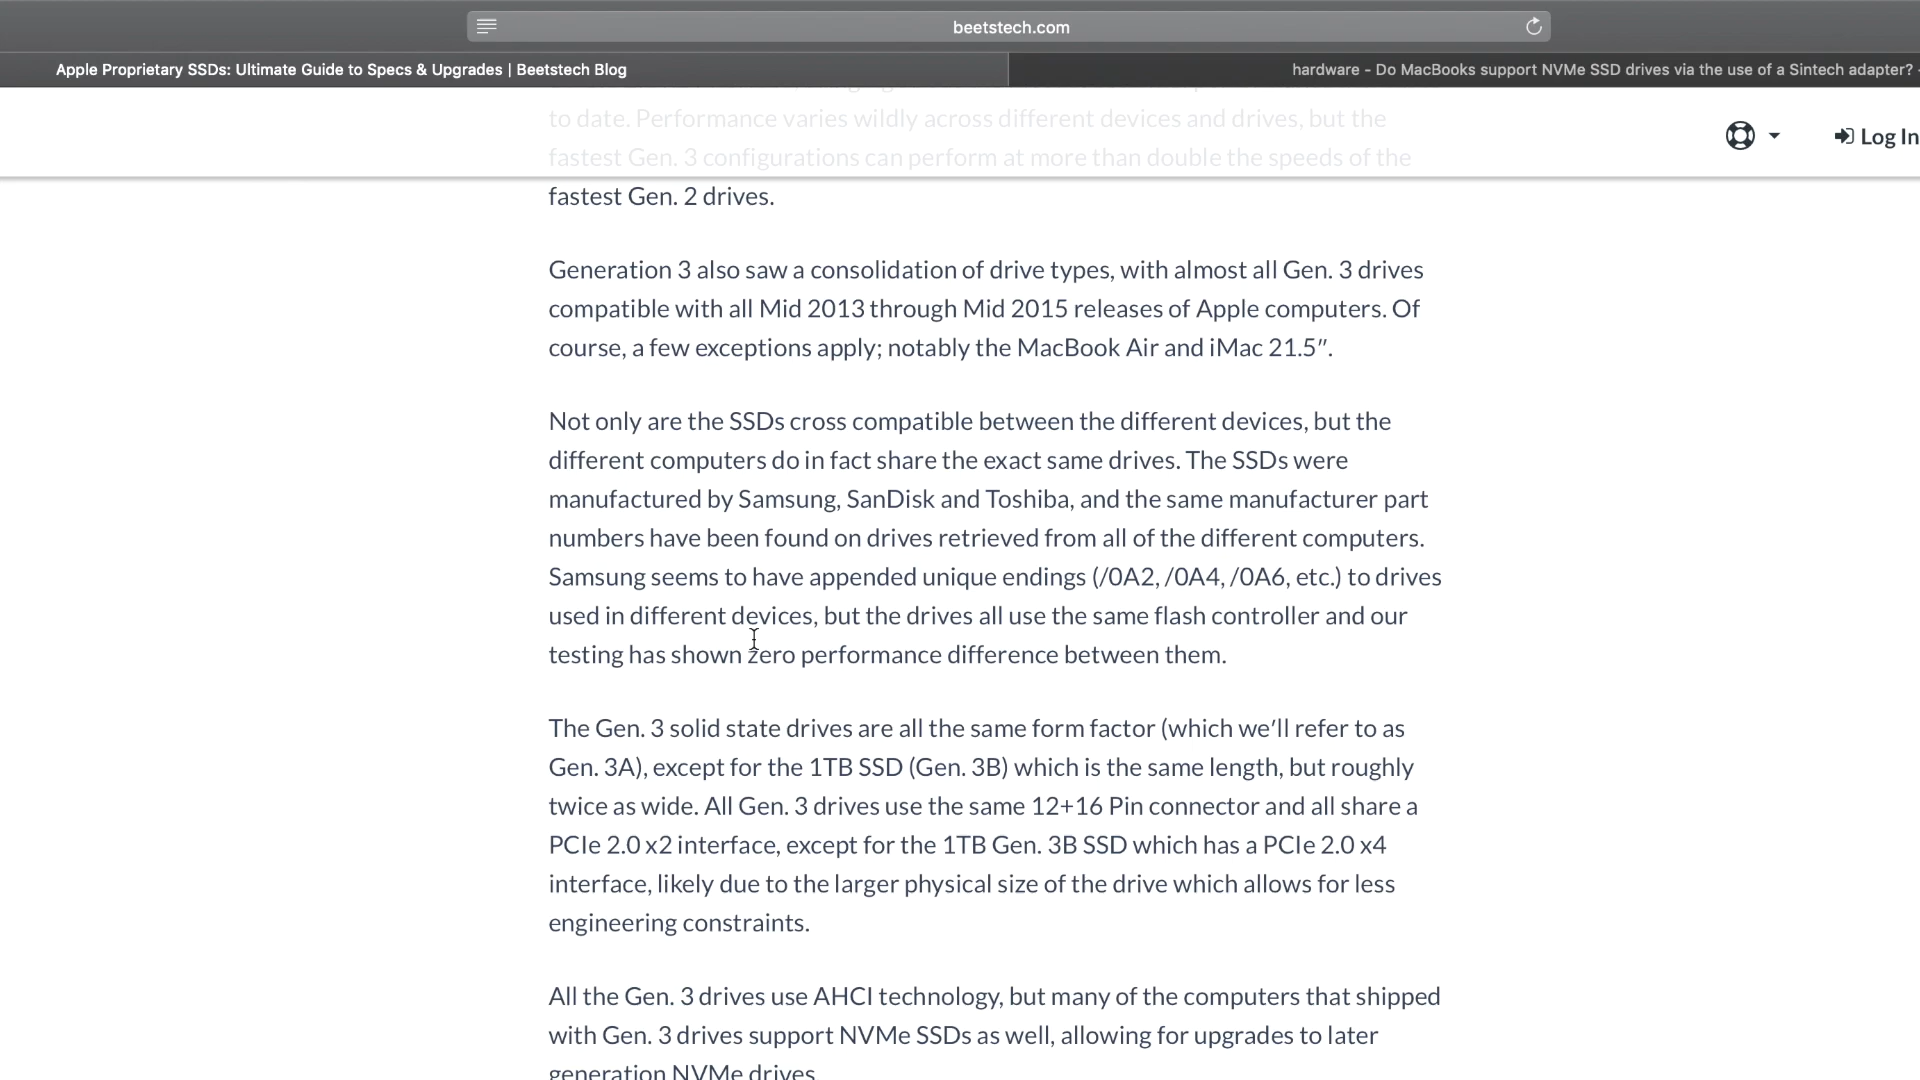 beetstech.com
Apple Proprietary SSDs: Ultimate Guide to Specs & Upgrades | Beetstech Blog
hardware - Do MacBooks support NVMe SSD drives via the use of a Sintech adapter? -
to date. Performance varies wildly across different devices and drives, but the
Log In
fastest Gen. 3 configurations can perform at more than double the speeds of the
fastest Gen. 2 drives.
Generation 3 also saw a consolidation of drive types, with almost all Gen. 3 drives
compatible with all Mid 2013 through Mid 2015 releases of Apple computers. Of
course, a few exceptions apply; notably the MacBook Air and iMac 21.5″.
Not only are the SSDs cross compatible between the different devices, but the
different computers do in fact share the exact same drives. The SSDs were
manufactured by Samsung, SanDisk and Toshiba, and the same manufacturer part
numbers have been found on drives retrieved from all of the different computers.
Samsung seems to have appended unique endings (/0A2, /0A4, /0A6, etc.) to drives
used in different devices, but the drives all use the same flash controller and our
testing has shown zero performance difference between them.
The Gen. 3 solid state drives are all the same form factor (which we’ll refer to as
Gen. 3A), except for the 1TB SSD (Gen. 3B) which is the same length, but roughly
twice as wide. All Gen. 3 drives use the same 12+16 Pin connector and all share a
PCIe 2.0 x2 interface, except for the 1TB Gen. 3B SSD which has a PCIe 2.0 x4
interface, likely due to the larger physical size of the drive which allows for less
engineering constraints.
All the Gen. 3 drives use AHCI technology, but many of the computers that shipped
with Gen. 3 drives support NVMe SSDs as well, allowing for upgrades to later
generation NVMe drives.